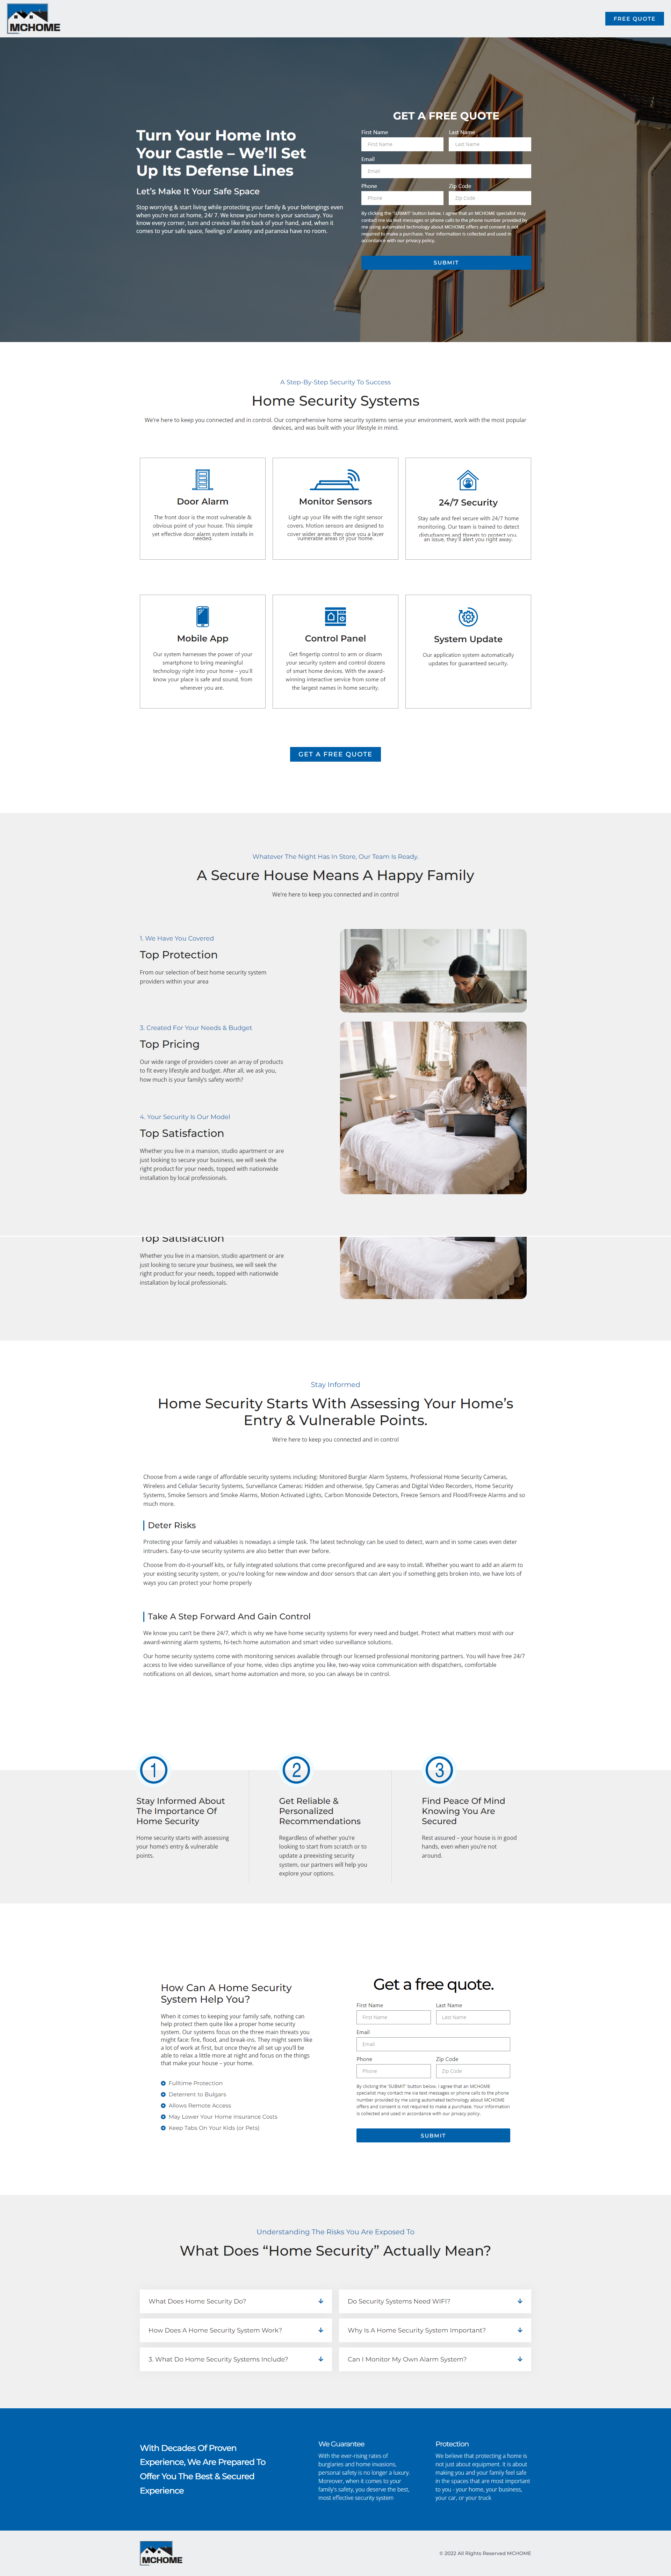 MCHOME
FREE QUOTE
Turn Your Home Into
Your Castle – We'll Set
Up Its Defense Lines
Let's Make It Your Safe Space
Stop worrying & start living while protecting your family & your belongings even
when you're not at home, 24/ 7. We know your home is your sanctuary. You
know every corner, turn and crevice like the back of your hand, and, when it
comes to your safe space, feelings of anxiety and paranoia have no room.
GET A FREE QUOTE
First Name
Last Name
First Name
Last Name
Email
Email
Phone
Zip Code
Phone
Zip Code
By clicking the "SUBMIT" button below, I agree that an MCHOME specialist may
contact me via text messages or phone calls to the phone number provided by
me using automated technology about MCHOME offers and consent is not
required to make a purchase. Your information is collected and used in
accordance with our privacy policy.
SUBMIT
A Step-By-Step Security To Success
Home Security Systems
We're here to keep you connected and in control. Our comprehensive home security systems sense your environment, work with the most popular
devices, and was built with your lifestyle in mind.
Door Alarm
The front door is the most vulnerable &
obvious point of your house. This simple
yet effective door alarm system installs in
needed.
Monitor Sensors
Light up your life with the right sensor
covers. Motion sensors are designed to
cover wider areas; they give you a layer
vulnerable areas of your home.
24/7 Security
Stay safe and feel secure with 24/7 home
monitoring. Our team is trained to detect
disturbances and threats to protect you.
an issue, they'll alert you right away.
Mobile App
Our system harnesses the power of your
smartphone to bring meaningful
technology right into your home – you'll
know your place is safe and sound, from
wherever you are.
Control Panel
Get fingertip control to arm or disarm
your security system and control dozens
of smart home devices. With the award-
winning interactive service from some of
the largest names in home security.
System Update
Our application system automatically
updates for guaranteed security.
GET A FREE QUOTE
Whatever The Night Has In Store, Our Team Is Ready.
A Secure House Means A Happy Family
We're here to keep you connected and in control
1. We Have You Covered
Top Protection
From our selection of best home security system
providers within your area
3. Created For Your Needs & Budget
Top Pricing
Our wide range of providers cover an array of products
to fit every lifestyle and budget. After all, we ask you,
how much is your family's safety worth?
4. Your Security Is Our Model
Top Satisfaction
Whether you live in a mansion, studio apartment or are
just looking to secure your business, we will seek the
right product for your needs, topped with nationwide
installation by local professionals.
Top Satisfaction
Whether you live in a mansion, studio apartment or are
just looking to secure your business, we will seek the
right product for your needs, topped with nationwide
installation by local professionals.
Stay Informed
Home Security Starts With Assessing Your Home's
Entry & Vulnerable Points.
We're here to keep you connected and in control
Choose from a wide range of affordable security systems including: Monitored Burglar Alarm Systems, Professional Home Security Cameras,
Wireless and Cellular Security Systems, Surveillance Cameras: Hidden and otherwise, Spy Cameras and Digital Video Recorders, Home Security
Systems, Smoke Sensors and Smoke Alarms, Motion Activated Lights, Carbon Monoxide Detectors, Freeze Sensors and Flood/Freeze Alarms and so
much more.
Deter Risks
Protecting your family and valuables is nowadays a simple task. The latest technology can be used to detect, warn and in some cases even deter
intruders. Easy-to-use security systems are also better than ever before.
Choose from do-it-yourself kits, or fully integrated solutions that come preconfigured and are easy to install. Whether you want to add an alarm to
your existing security system, or you're looking for new window and door sensors that can alert you if something gets broken into, we have lots of
ways you can protect your home properly
Take A Step Forward And Gain Control
We know you can't be there 24/7, which is why we have home security systems for every need and budget. Protect what matters most with our
award-winning alarm systems, hi-tech home automation and smart video surveillance solutions.
Our home security systems come with monitoring services available through our licensed professional monitoring partners. You will have free 24/7
access to live video surveillance of your home, video clips anytime you like, two-way voice communication with dispatchers, comfortable
notifications on all devices, smart home automation and more, so you can always be in control.
1
Stay Informed About
The Importance Of
Home Security
Home security starts with assessing
your home's entry & vulnerable
points.
2
Get Reliable &
Personalized
Recommendations
Regardless of whether you're
looking to start from scratch or to
update a preexisting security
system, our partners will help you
explore your options.
3
Find Peace Of Mind
Knowing You Are
Secured
Rest assured – your house is in good
hands, even when you're not
around.
How Can A Home Security
System Help You?
When it comes to keeping your family safe, nothing can
help protect them quite like a proper home security
system. Our systems focus on the three main threats you
might face: fire, flood, and break-ins. They might seem like
a lot of work at first, but once they're all set up you'll be
able to relax a little more at night and focus on the things
that make your house – your home.
Fulltime Protection
Deterrent to Bulgars
Allows Remote Access
May Lower Your Home Insurance Costs
Keep Tabs On Your Kids (or Pets)
Get a free quote.
First Name
Last Name
First Name
Last Name
Email
Email
Phone
Zip Code
Phone
Zip Code
By clicking the "SUBMIT" button below, I agree that an MCHOME
specialist may contact me via text messages or phone calls to the phone
number provided by me using automated technology about MCHOME
offers and consent is not required to make a purchase. Your information
is collected and used in accordance with our privacy policy.
SUBMIT
Understanding The Risks You Are Exposed To
What Does “Home Security” Actually Mean?
What Does Home Security Do?
Do Security Systems Need WIFI?
How Does A Home Security System Work?
Why Is A Home Security System Important?
3. What Do Home Security Systems Include?
Can I Monitor My Own Alarm System?
With Decades Of Proven
Experience, We Are Prepared To
Offer You The Best & Secured
Experience
We Guarantee
With the ever-rising rates of
burglaries and home invasions,
personal safety is no longer a luxury.
Moreover, when it comes to your
family's safety, you deserve the best,
most effective security system
Protection
We believe that protecting a home is
not just about equipment. It is about
making you and your family feel safe
in the spaces that are most important
to you - your home, your business,
your car, or your truck
MCHOME
© 2022 All Rights Reserved MCHOME